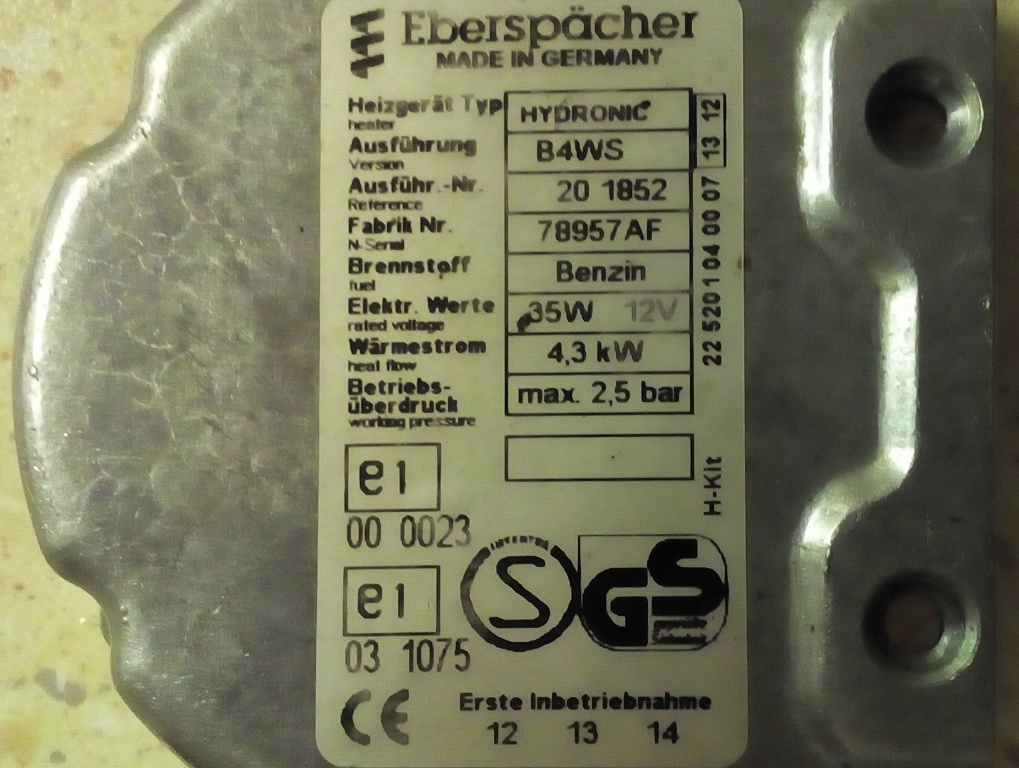 Eberspächer
MADE IN GERMANY
Heizgerät Typ HYDRONIC
heater
Ausführung B4WS
Version
Ausführ.-Nr. 20 1852
Reference
Fabrik Nr. 78957AF
N-Serial
Brennstoff Benzin
fuel
Elektr. Werte 35W 12V
rated voltage
Wärmestrom 4,3 kW
heat flow
Betriebs-
überdruck max. 2,5 bar
working pressure
22 5201 04 00 07 13 12
H-Kit
e1
00 0023
e1
03 1075
S
GS
CE
Erste Inbetriebnahme
12 13 14